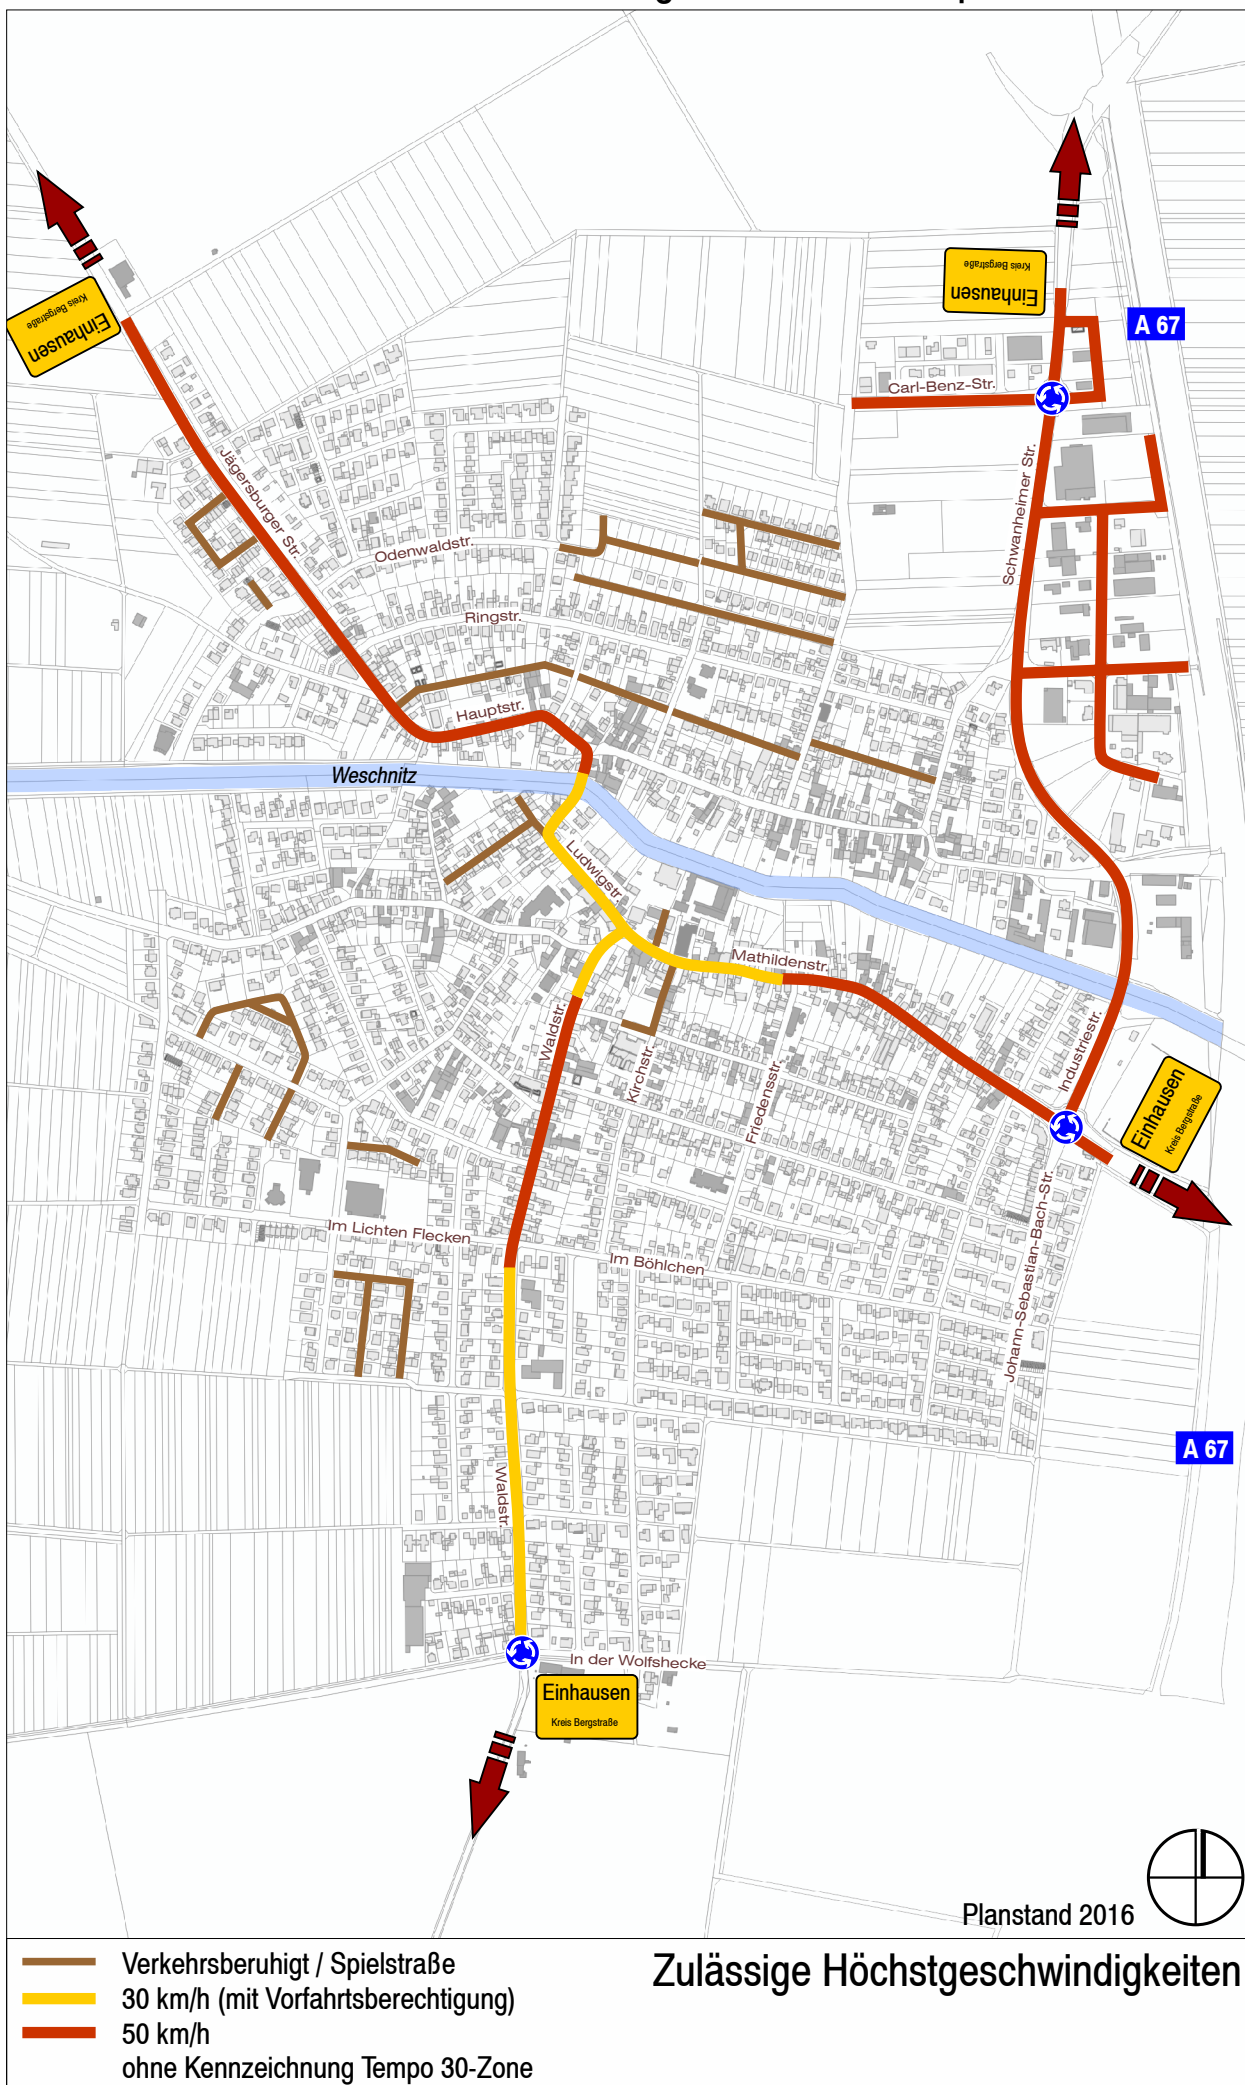 Einhausen
Kreis Bergstraße
Einhausen
Kreis Bergstraße
A 67
Carl-Benz-Str.
Schwanheimer Str.
Jägersburger Str.
Odenwaldstr.
Ringstr.
Hauptstr.
Weschnitz
Ludwigstr.
Mathildenstr.
Waldstr.
Kirchstr.
Friedensstr.
Industriestr.
Einhausen
Kreis Bergstraße
Johann-Sebastian-Bach-Str.
Im Lichten Flecken
Im Böhlchen
A 67
Waldstr.
In der Wolfshecke
Einhausen
Kreis Bergstraße
Planstand 2016
Zulässige Höchstgeschwindigkeiten
Verkehrsberuhigt / Spielstraße
30 km/h (mit Vorfahrtsberechtigung)
50 km/h
ohne Kennzeichnung Tempo 30-Zone